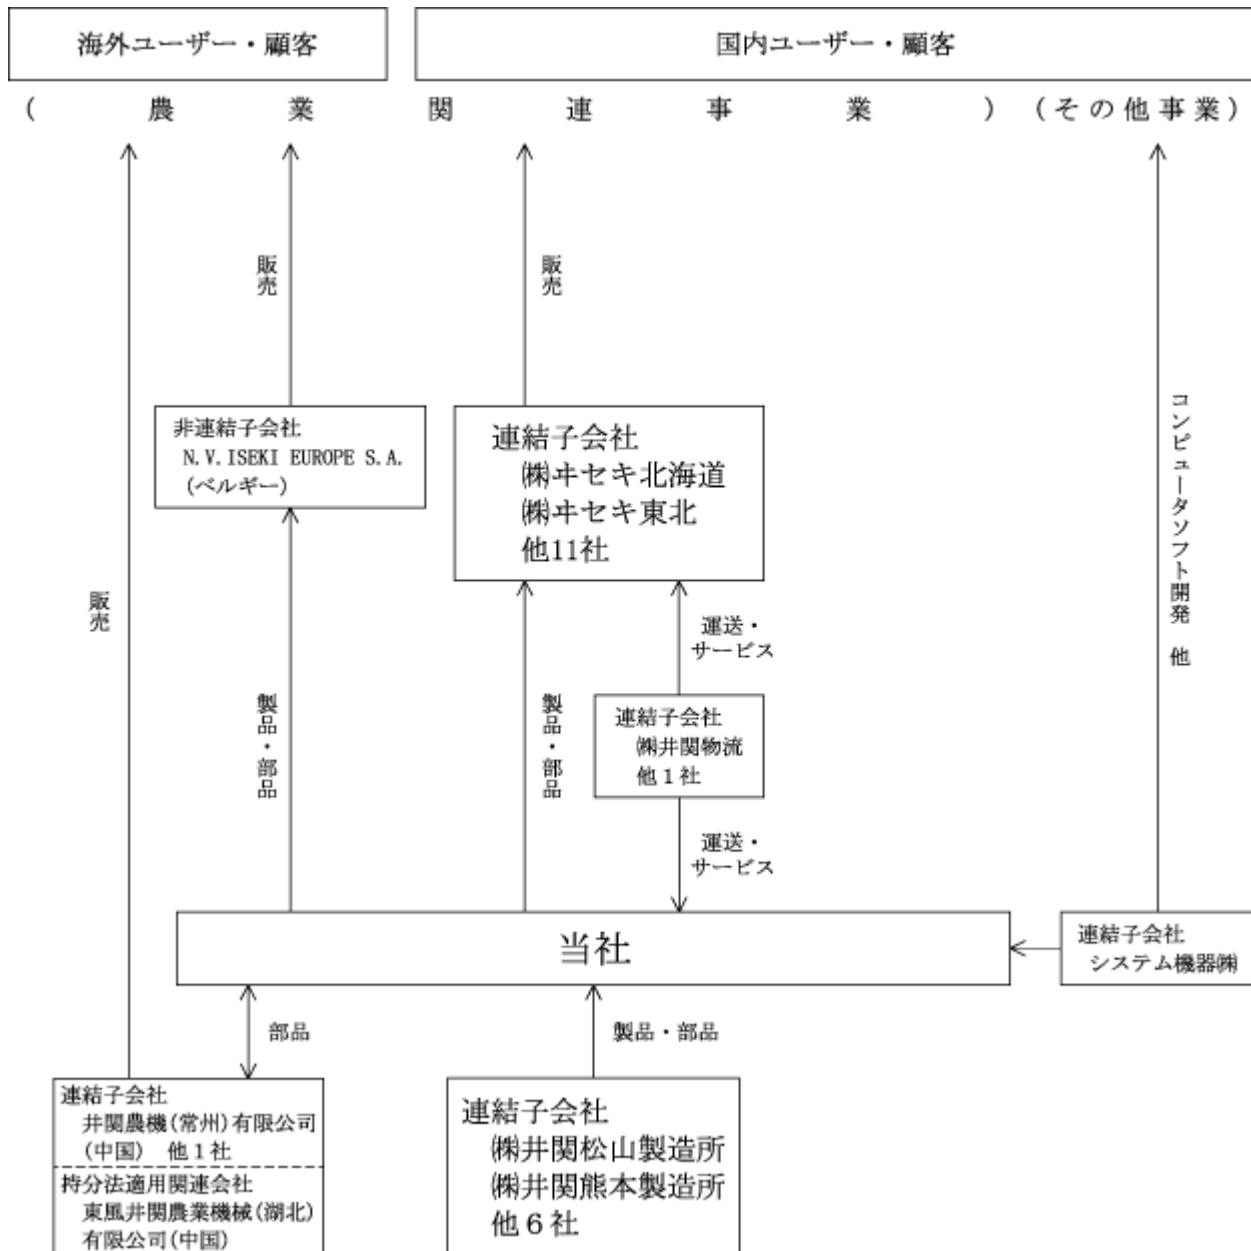 海外ユーザー・顧客
国内ユーザー・顧客
(農業関連事業)
(その他事業)
販売
販売
非連結子会社
N.V.ISEKI EUROPE S.A.
(ベルギー)
連結子会社
㈱ヰセキ北海道
㈱ヰセキ東北
他11社
コンピュータソフト開発 他
販売
運送・
サービス
製品・部品
製品・部品
連結子会社
㈱井関物流
他1社
運送・
サービス
当社
連結子会社
システム機器㈱
部品
製品・部品
連結子会社
井関農機(常州)有限公司
(中国) 他1社
持分法適用関連会社
東風井関農業機械(湖北)
有限公司(中国)
連結子会社
㈱井関松山製造所
㈱井関熊本製造所
他6社